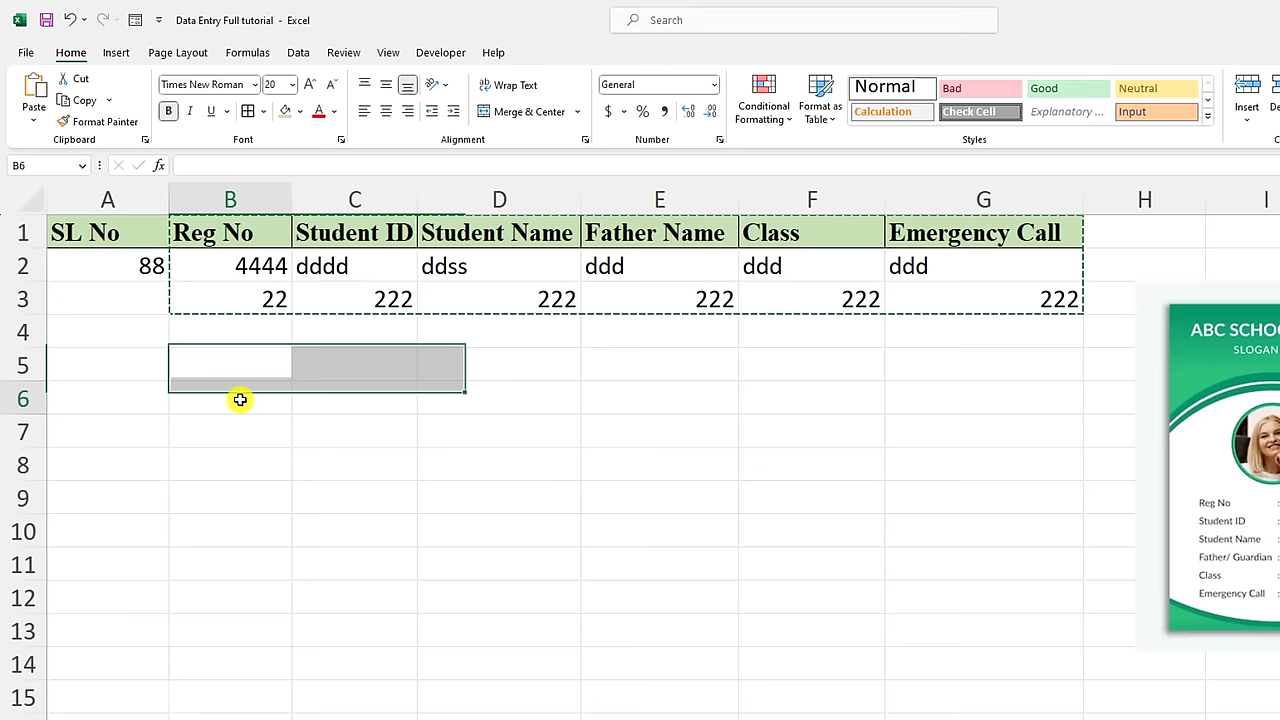 Data Entry Full tutorial - Excel
Search
File Home Insert Page Layout Formulas Data Review View Developer Help
Paste
Cut
Copy
Format Painter
Clipboard
Times New Roman 20 A A
B I U A
Font
Wrap Text
Merge & Center
Alignment
General
$ % 9
Number
Conditional Formatting
Format as Table
Normal Bad Good Neutral
Calculation Check Cell Explanatory ... Input
Styles
Insert
B6
fx
A B C D E F G H I
1 SL No Reg No Student ID Student Name Father Name Class Emergency Call
2 88 4444 dddd ddss ddd ddd ddd
3 22 222 222 222 222 222
4
5
6
7
8
9
10
11
12
13
14
15
ABC SCHO
SLOGAN
Reg No :
Student ID :
Student Name :
Father/ Guardian :
Class :
Emergency Call :